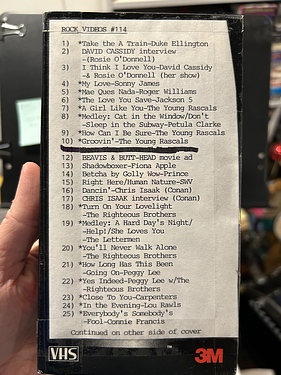 ROCK VIDEOS #114
1) *Take the A Train-Duke Ellington
2) DAVID CASSIDY interview
-(Rosie O'Donnell)
3) I Think I Love You-David Cassidy
-& Rosie O'Donnell (her show)
4) *My Love-Sonny James
5) *Mae Ques Nada-Roger Williams
6) *The Love You Save-Jackson 5
7) *A Girl Like You-The Young Rascals
8) *Medley: Cat in the Window/Don't
-Sleep in the Subway-Petula Clarke
9) *How Can I Be Sure-The Young Rascals
10) *Groovin'-The Young Rascals
12) BEAVIS & BUTT-HEAD movie ad
13) Shadowboxer-Fiona Apple
14) Betcha by Golly Wow-Prince
15) Right Here/Human Nature-SWV
16) Dancin'-Chris Isaak (Conan)
17) CHRIS ISAAK interview (Conan)
18) *Turn On Your Lovelight
-The Righteous Brothers
19) *Medley: A Hard Day's Night/
-Help!/She Loves You
-The Lettermen
20) *You'll Never Walk Alone
-The Righteous Brothers
21) *How Long Has This Been
-Going On-Peggy Lee
22) *Yes Indeed-Peggy Lee w/The
-Righteous Brothers
23) *Close To You-Carpenters
24) *In the Evening-Lou Rawls
25) *Everybody's Somebody's
-Fool-Connie Francis
Continued on other side of cover
VHS
3M